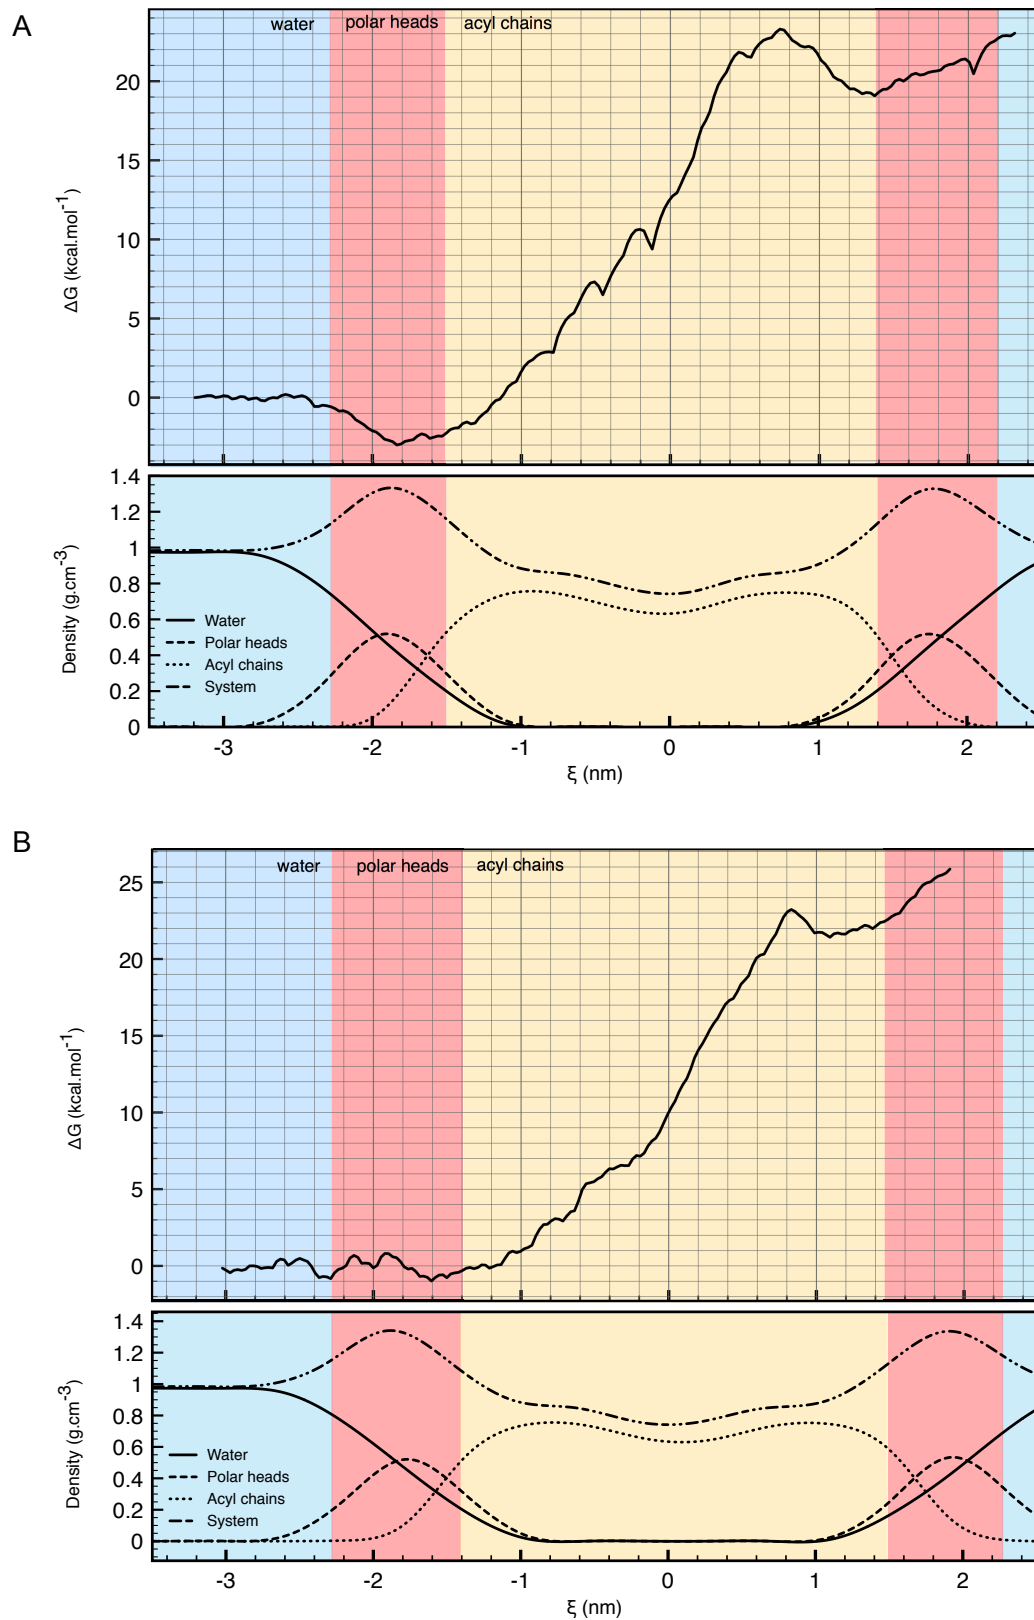 A
water polar heads acyl chains
20
15
10
5
0
ΔG (kcal.mol⁻¹)
1.4
1.2
1
0.8
0.6
0.4
0.2
0
Density (g.cm⁻³)
Water
Polar heads
Acyl chains
System
-3 -2 -1 0 1 2
ξ (nm)
B
water polar heads acyl chains
25
20
15
10
5
0
ΔG (kcal.mol⁻¹)
1.4
1.2
1
0.8
0.6
0.4
0.2
0
Density (g.cm⁻³)
Water
Polar heads
Acyl chains
System
-3 -2 -1 0 1 2
ξ (nm)